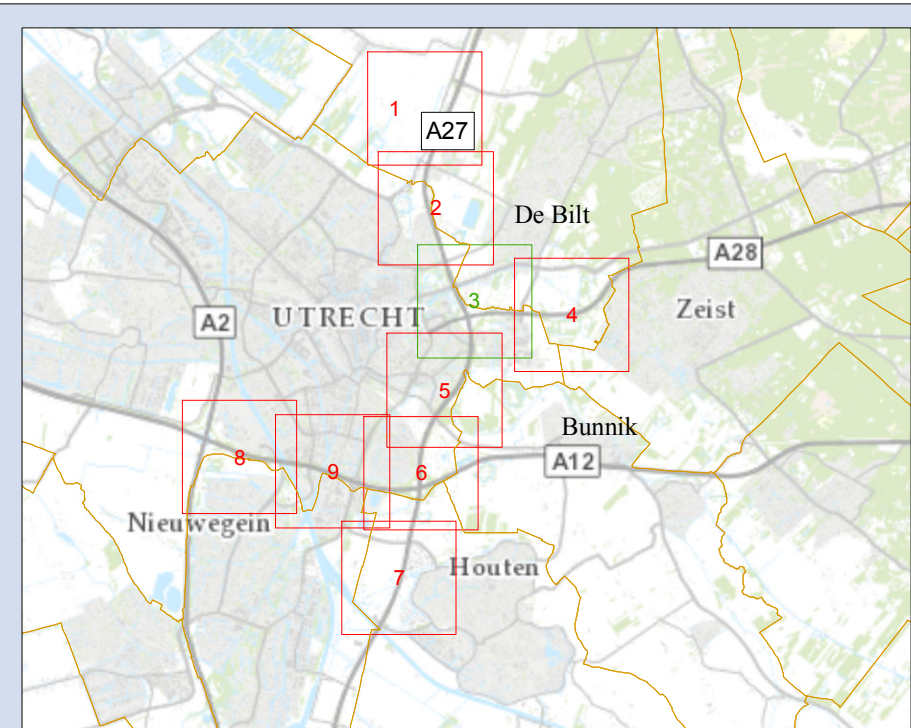 1
A27
2
De Bilt
A28
3
Zeist
A2
UTRECHT
4
5
Bunnik
8
9
6
A12
Nieuwegein
Houten
7